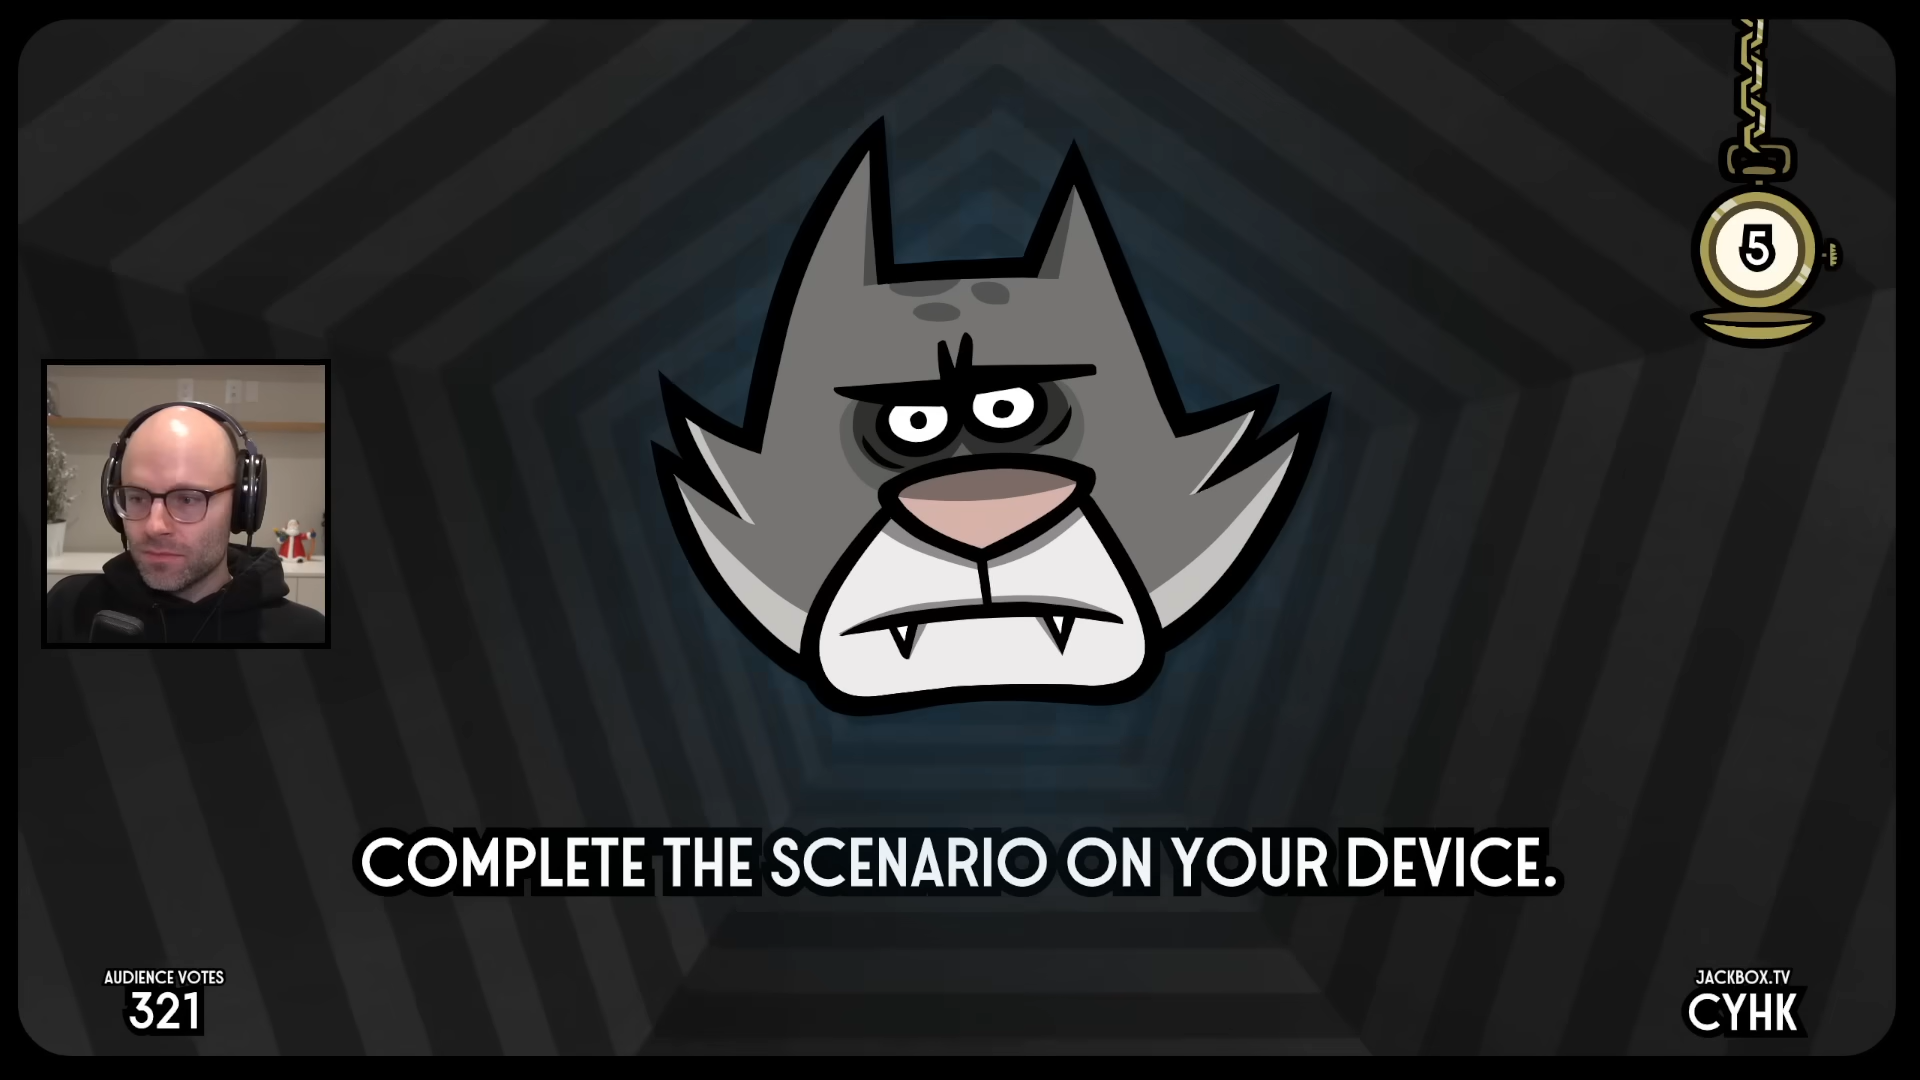 5
COMPLETE THE SCENARIO ON YOUR DEVICE.
AUDIENCE VOTES
321
JACKBOX.TV
CYHK